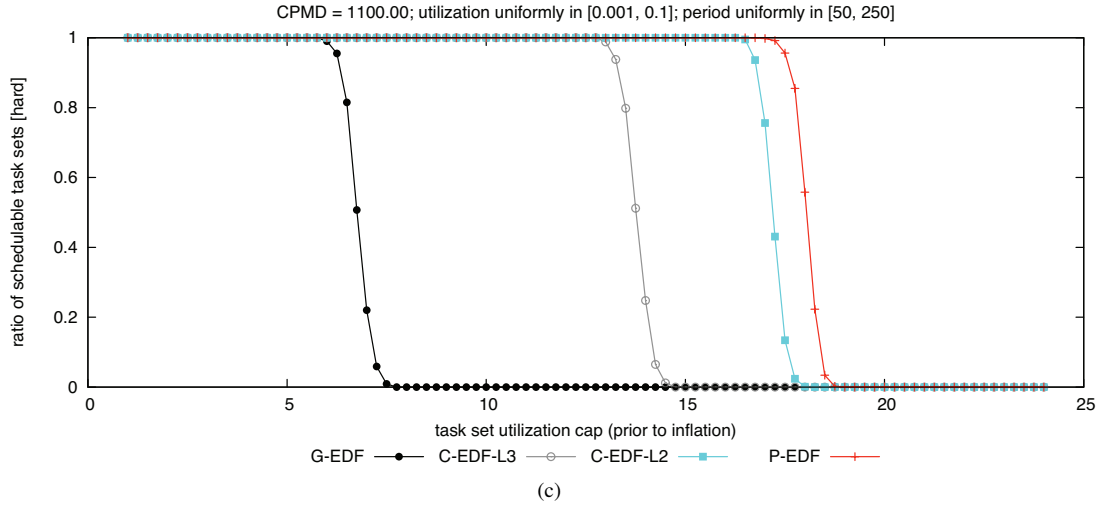 CPMD = 1100.00; utilization uniformly in [0.001, 0.1]; period uniformly in [50, 250]
1
0.8
0.6
0.4
0.2
0
ratio of schedulable task sets [hard]
0 5 10 15 20 25
task set utilization cap (prior to inflation)
G-EDF C-EDF-L3 C-EDF-L2 P-EDF
(c)